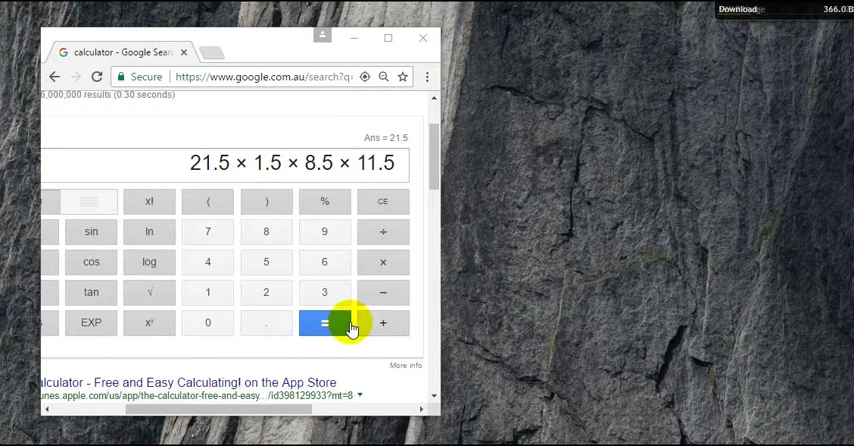 Download
366.0
calculator - Google Sear
Secure
https://www.google.com.au/search?q=
6,000,000 results (0.30 seconds)
Ans = 21.5
21.5 × 1.5 × 8.5 × 11.5
x! ( ) % CE
sin ln 7 8 9 ÷
cos log 4 5 6 ×
tan √ 1 2 3 −
EXP xʸ 0 . = +
More info
alculator - Free and Easy Calculating! on the App Store
unes.apple.com/us/app/the-calculator-free-and-easy.../id398129933?mt=8